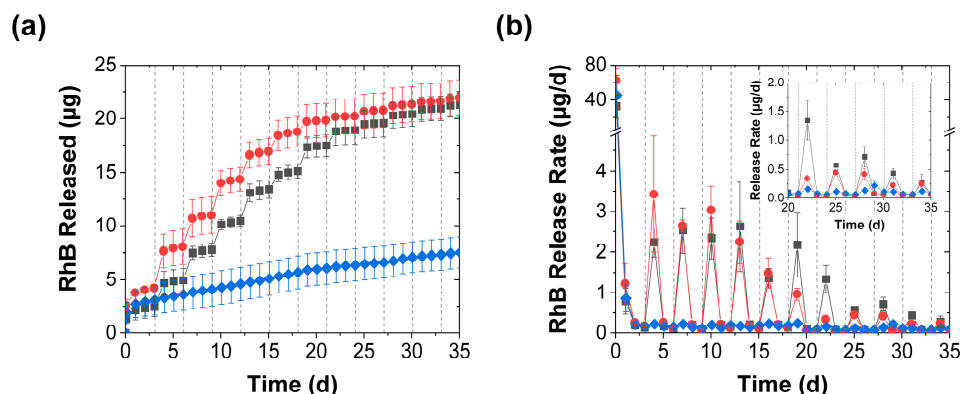 (a)
(b)
RhB Released (µg)
25
20
15
10
5
0
0 5 10 15 20 25 30 35
Time (d)
RhB Release Rate (µg/d)
80
40
4
3
2
1
0
0 5 10 15 20 25 30 35
Time (d)
Release Rate (µg/d)
2.0
1.5
1.0
0.5
0.0
20 25 30 35
Time (d)